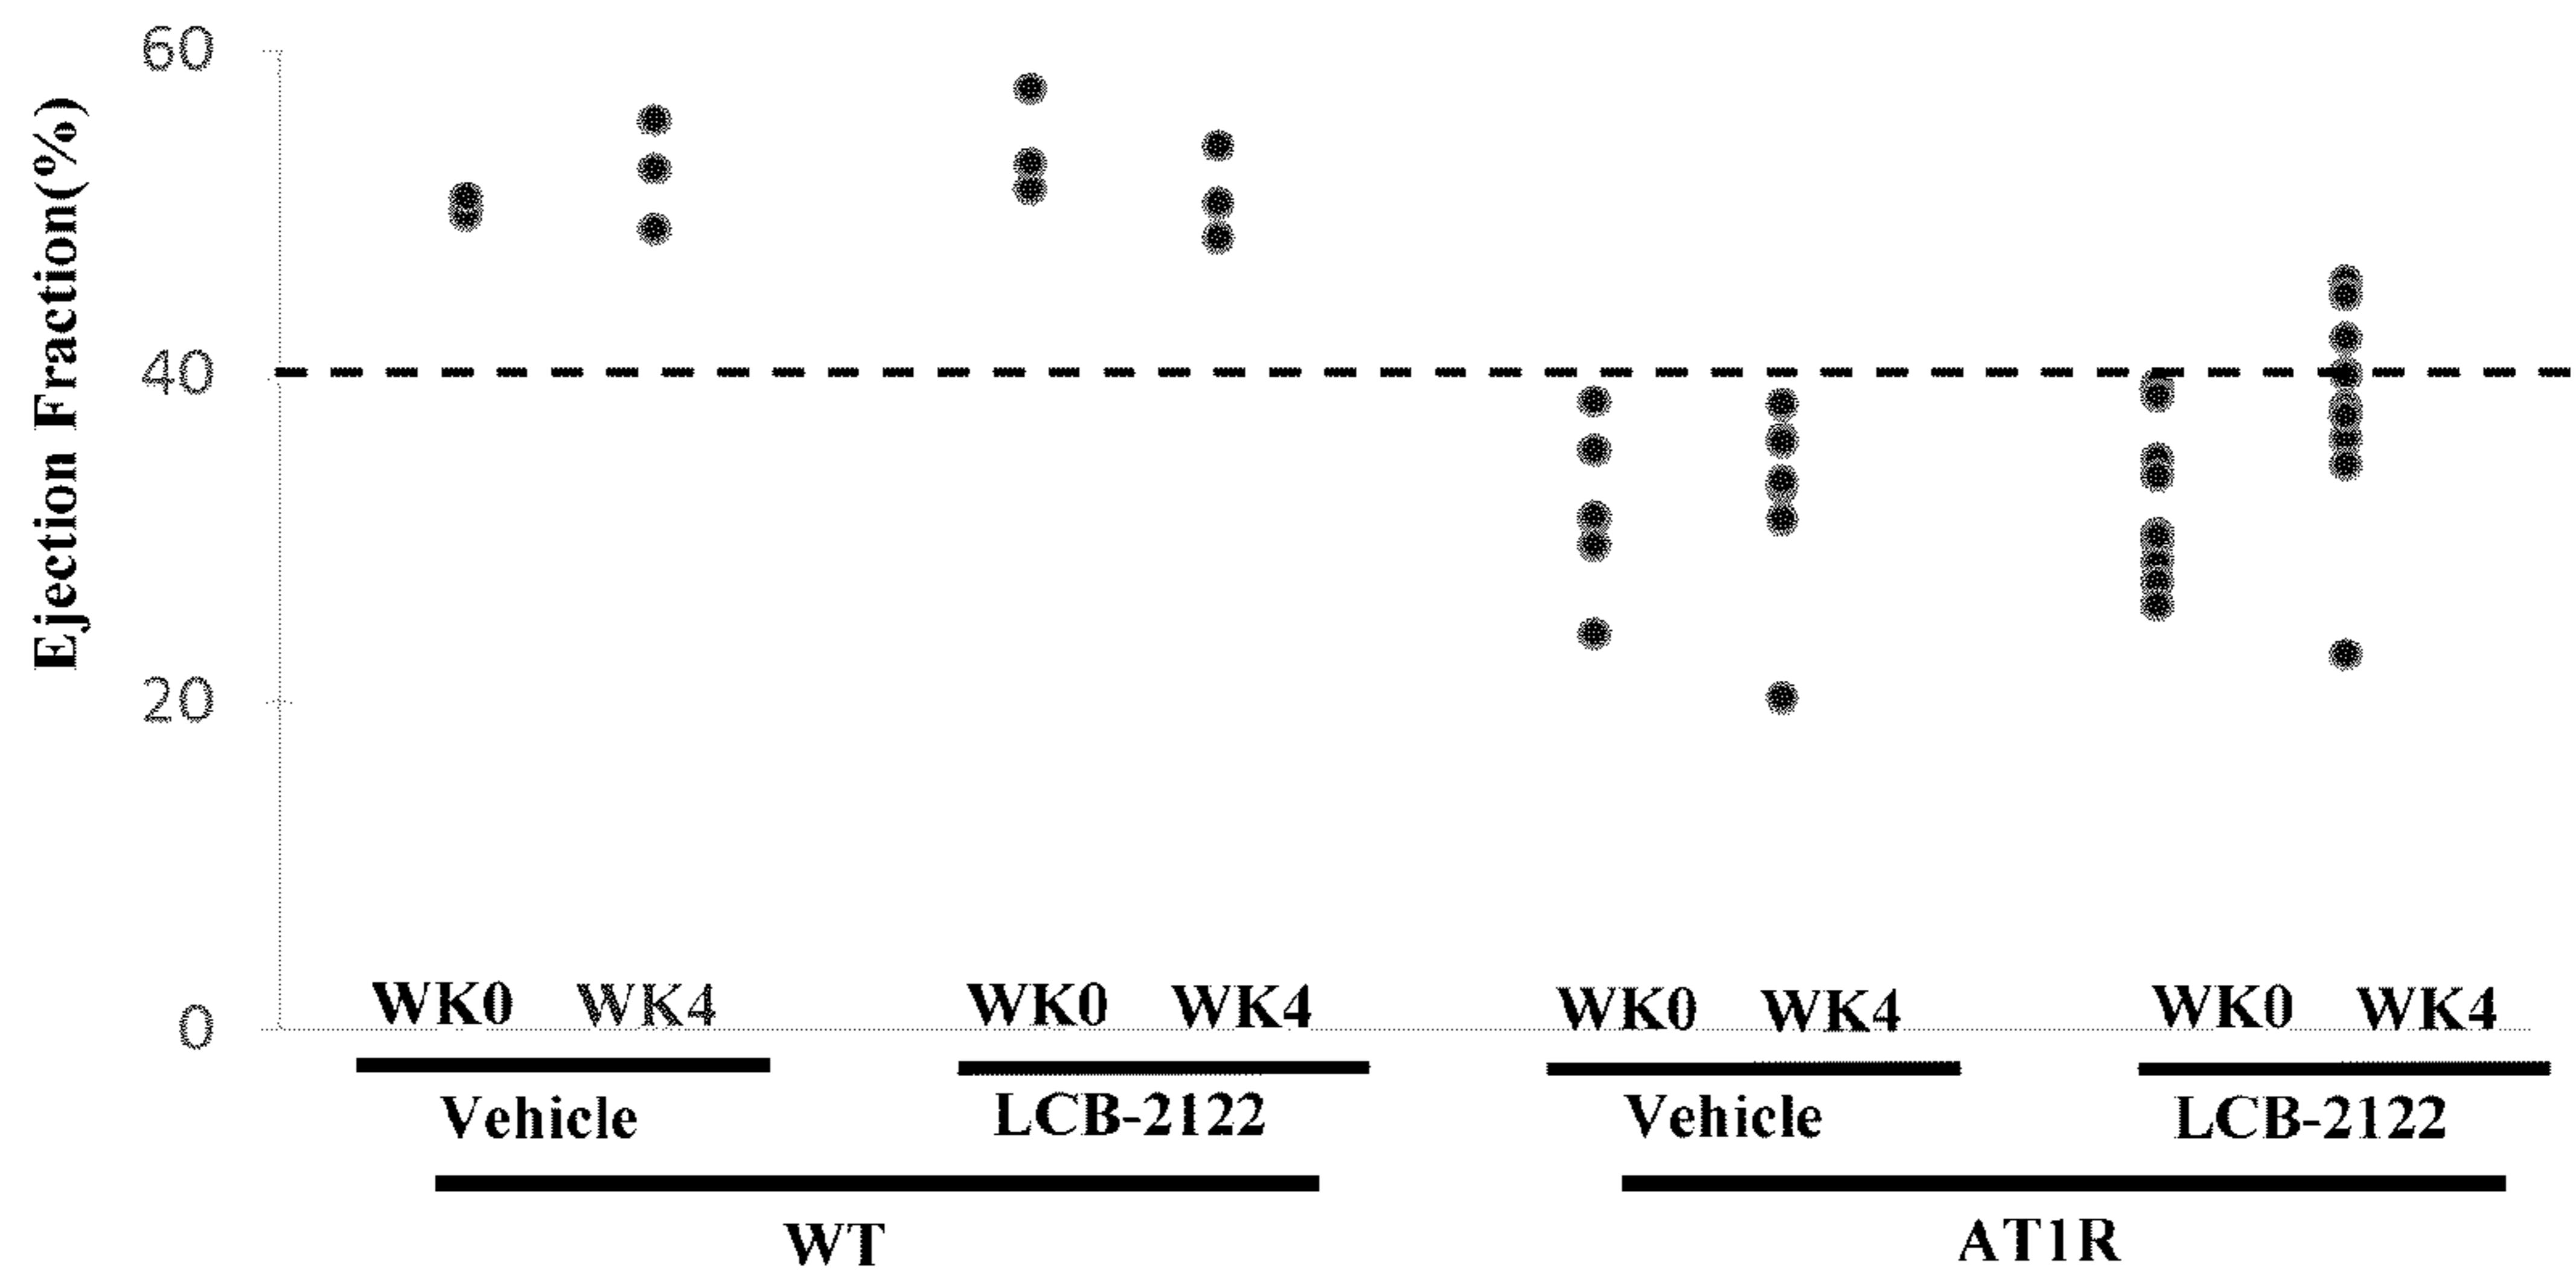 Ejection Fraction(%)
60
40
20
0
WK0 WK4 WK0 WK4 WK0 WK4 WK0 WK4
Vehicle LCB-2122 Vehicle LCB-2122
WT AT1R